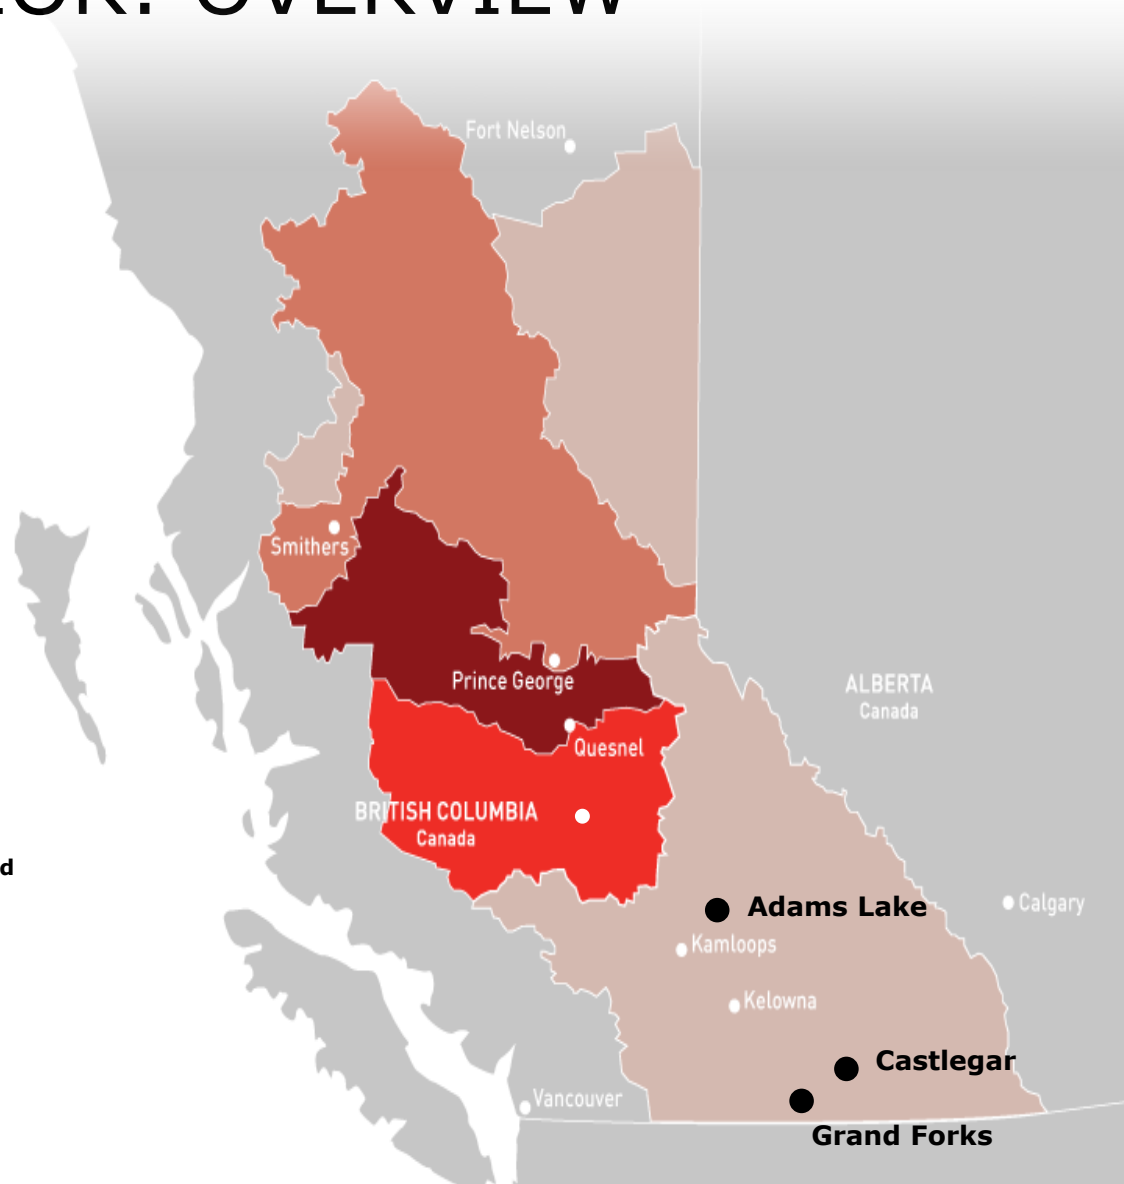 OVERVIEW
Fort Nelson
Smithers
Prince George
ALBERTA
Canada
Quesnel
BRITISH COLUMBIA
Canada
d
Adams Lake
Calgary
Kamloops
Kelowna
Castlegar
Vancouver
Grand Forks